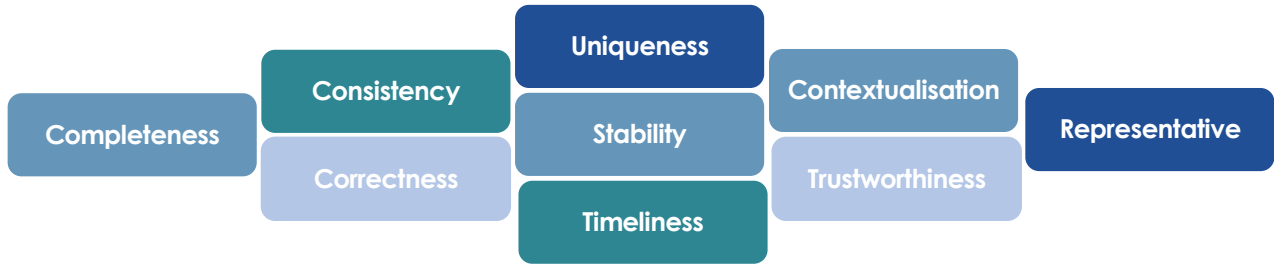 Completeness
Consistency
Correctness
Uniqueness
Stability
Timeliness
Contextualisation
Trustworthiness
Representative